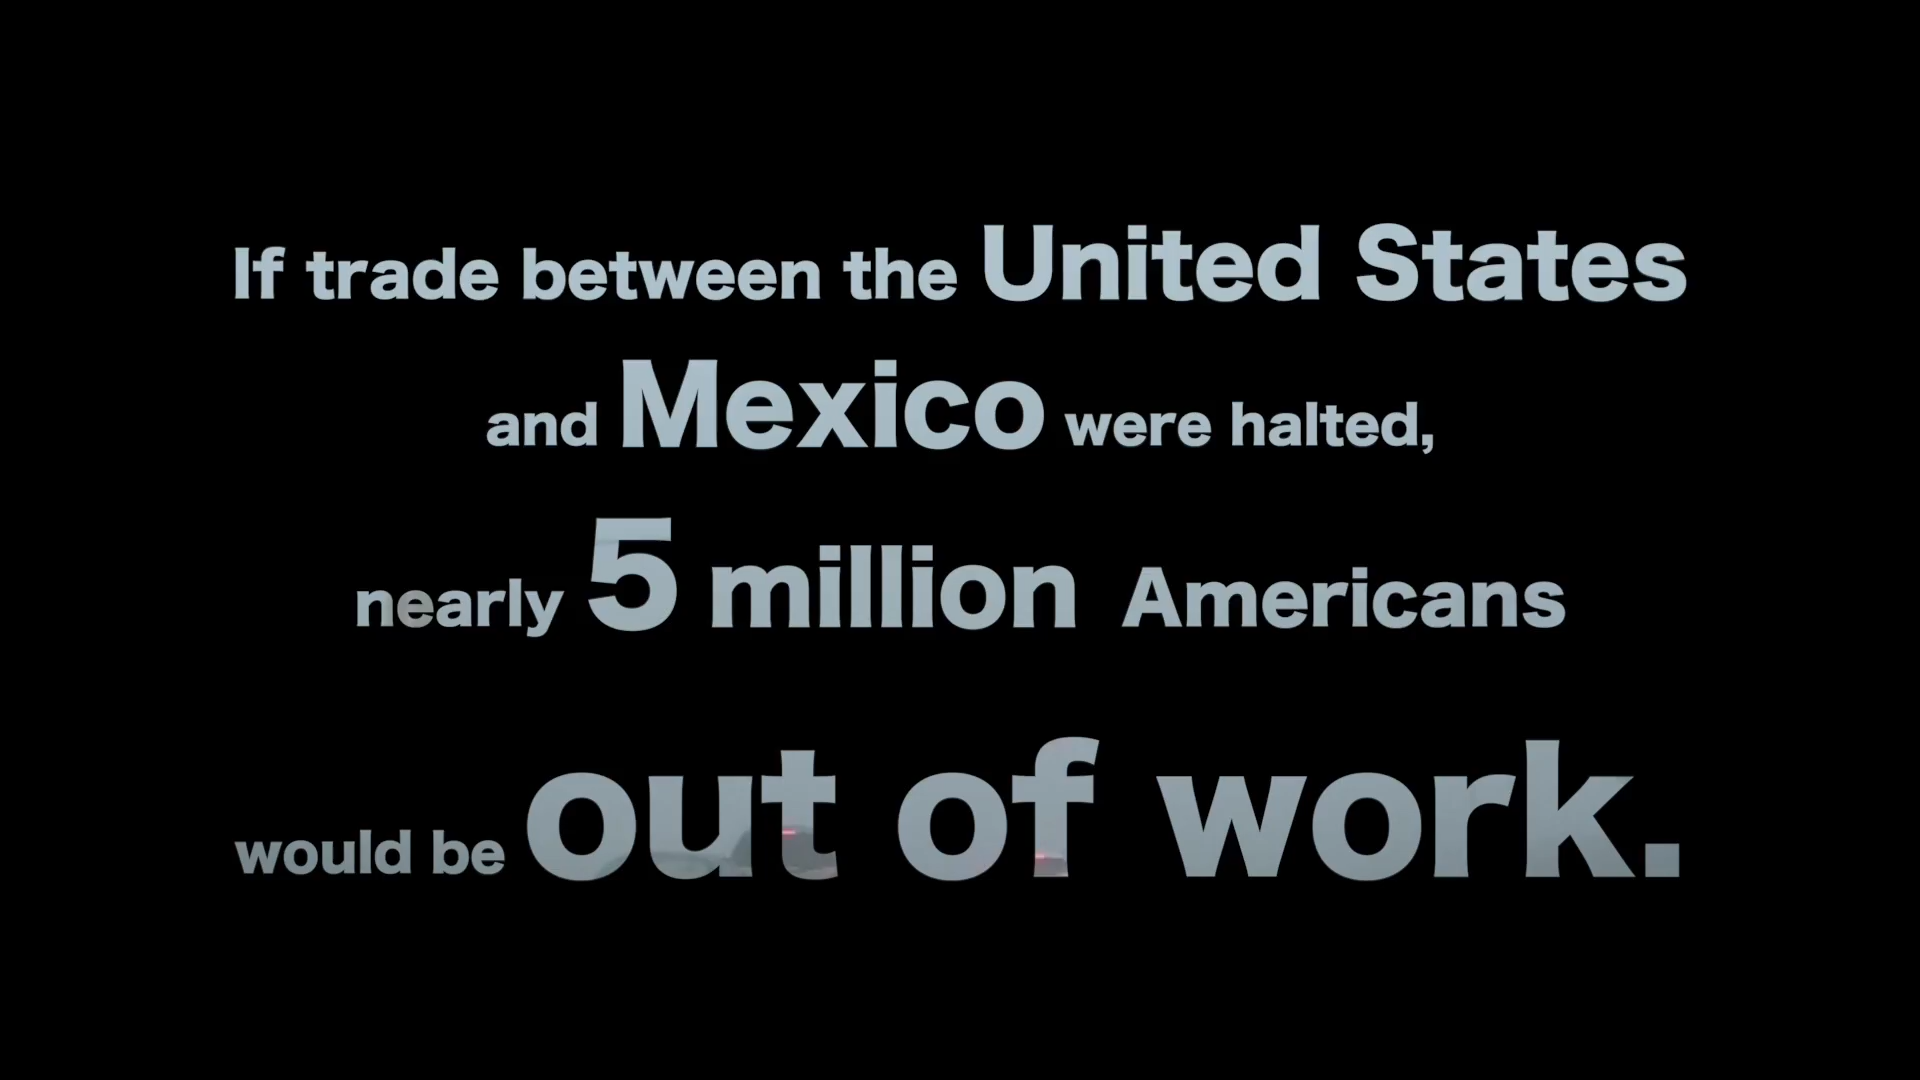 If trade between the United States
and Mexico were halted,
nearly 5 million Americans
would be out of work.